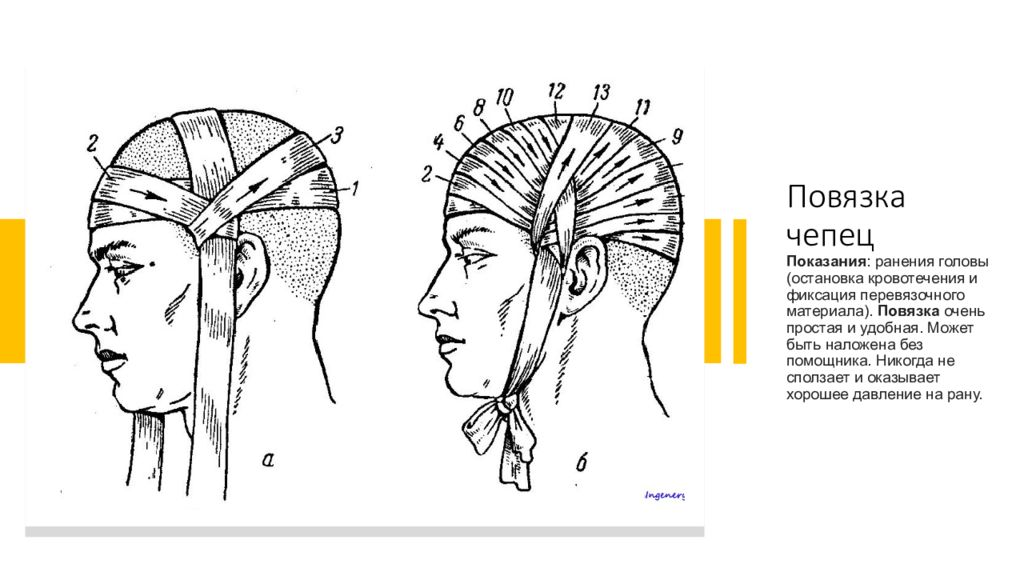 2
3
1
а
2
4
6
8
10
12
13
11
9
б
Ingener
Повязка
чепец
Показания: ранения головы
(остановка кровотечения и
фиксация перевязочного
материала). Повязка очень
простая и удобная. Может
быть наложена без
помощника. Никогда не
сползает и оказывает
хорошее давление на рану.